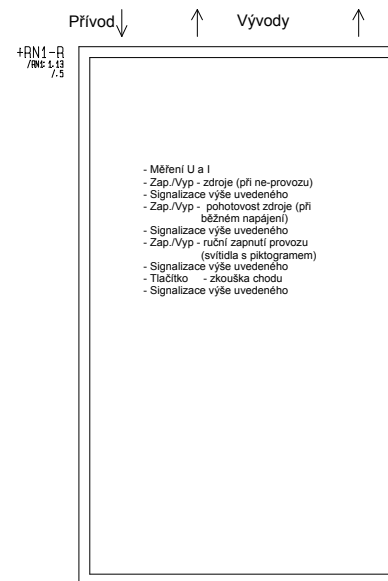 Přívod Vývody
+RN1-R
/RN1: 1.13
/.5
- Měření U a I
- Zap./Vyp - zdroje (při ne-provozu)
- Signalizace výše uvedeného
- Zap./Vyp - pohotovost zdroje (při
běžném napájení)
- Signalizace výše uvedeného
- Zap./Vyp - ruční zapnutí provozu
(svítidla s piktogramem)
- Signalizace výše uvedeného
- Tlačítko - zkouška chodu
- Signalizace výše uvedeného